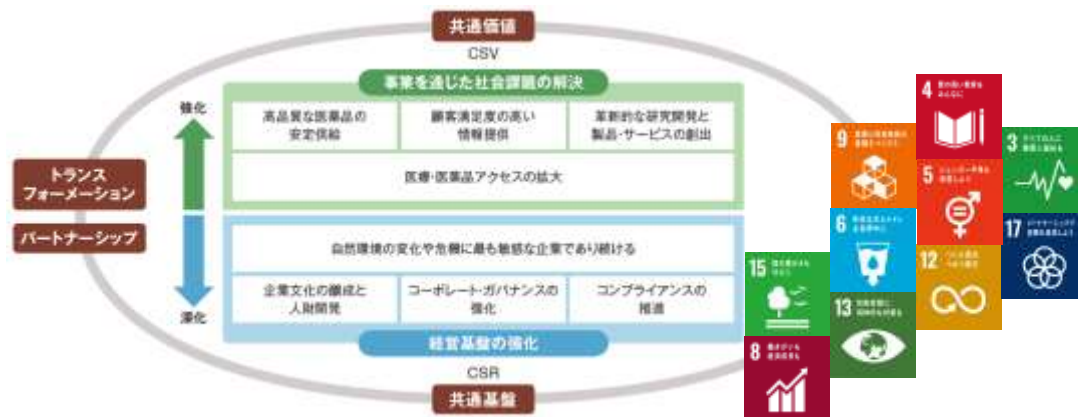 共通価値
CSV
事業を通じた社会課題の解決
強化
高品質な医薬品の
安定供給
顧客満足度の高い
情報提供
革新的な研究開発と
製品・サービスの創出
医療・医薬品アクセスの拡大
トランス
フォーメーション
パートナーシップ
自然環境の変化や危機に最も敏感な企業であり続ける
企業文化の醸成と
人財開発
コーポレート・ガバナンスの
強化
コンプライアンスの
推進
深化
経営基盤の強化
CSR
共通基盤
4
9
5
3
6
17
15
12
13
8